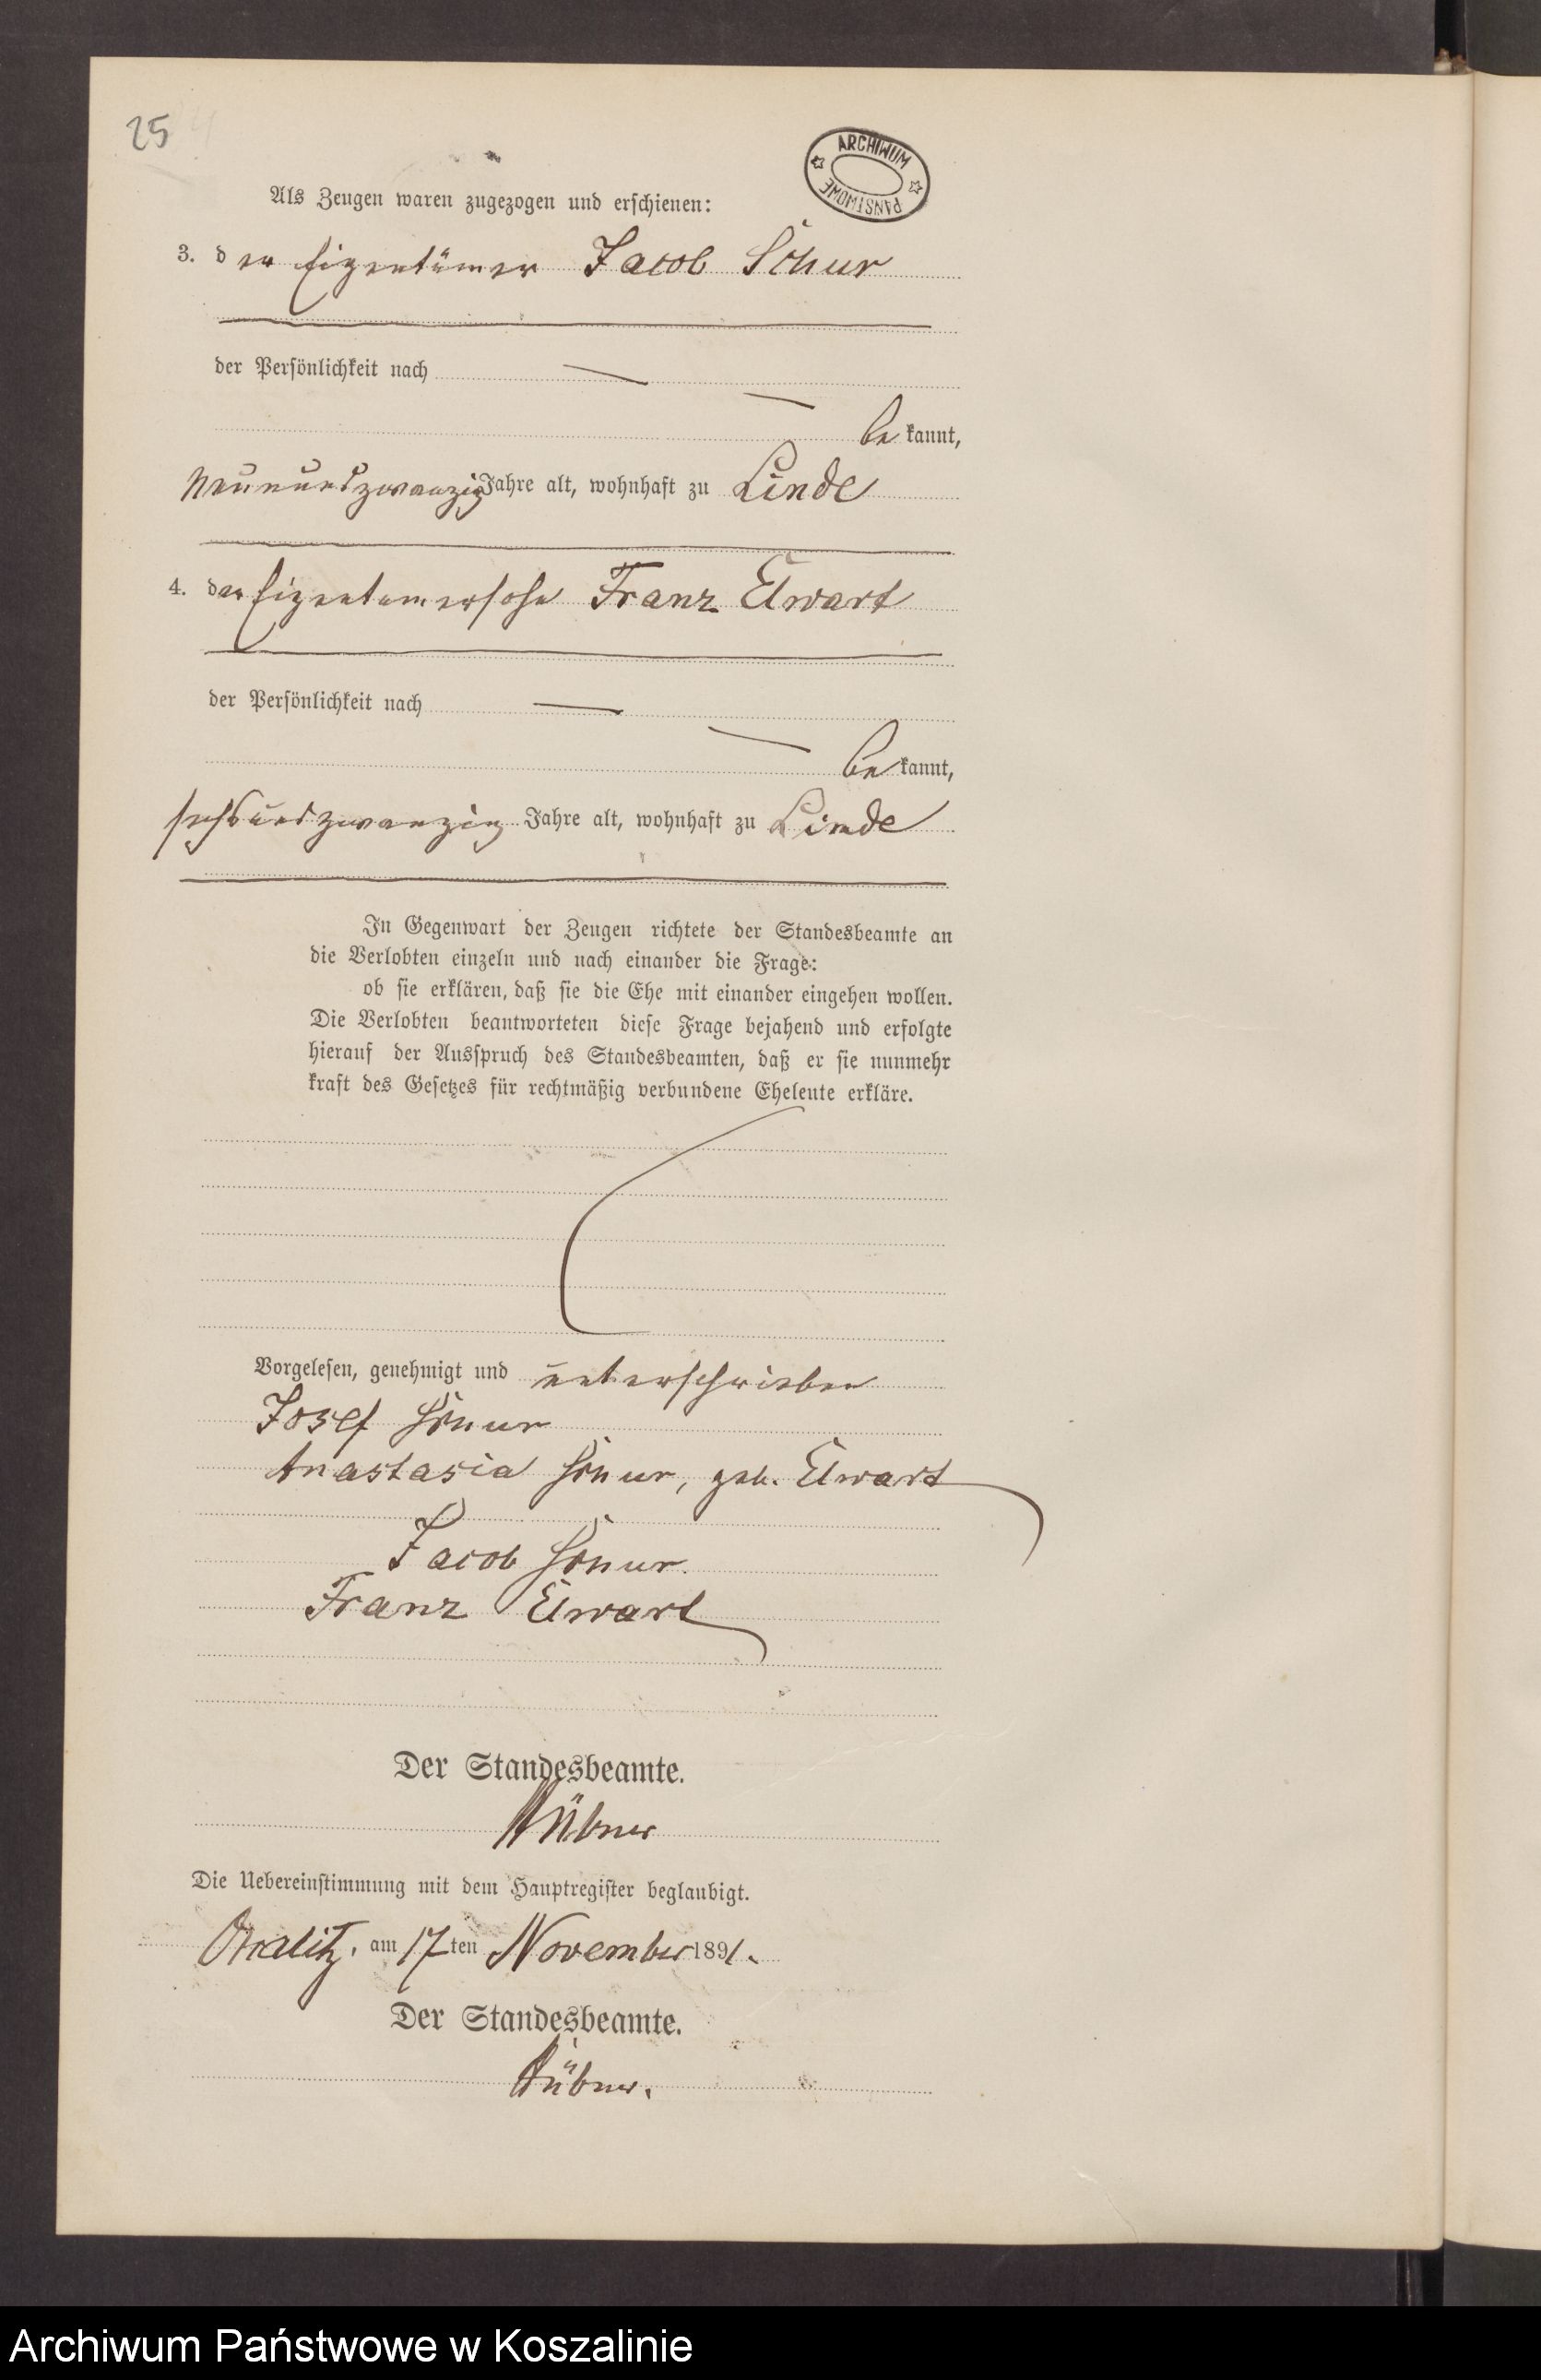 25
ARCHIWUM PAŃSTWOWE
Als Zeugen waren zugezogen und erschienen:
3. der Eigentümer Jacob Schur
der Persönlichkeit nach
bekannt,
neunundzwanzig Jahre alt, wohnhaft zu Linde
4. der Eigentümersohn Franz Elwart
der Persönlichkeit nach
bekannt,
sechsundzwanzig Jahre alt, wohnhaft zu Linde
In Gegenwart der Zeugen richtete der Standesbeamte an
die Verlobten einzeln und nach einander die Frage:
ob sie erklären, daß sie die Ehe mit einander eingehen wollen.
Die Verlobten beantworteten diese Frage bejahend und erfolgte
hierauf der Ausspruch des Standesbeamten, daß er sie nunmehr
kraft des Gesetzes für rechtmäßig verbundene Eheleute erkläre.
Vorgelesen, genehmigt und unterschrieben
Josef Schur
Anastasia Schur, geb. Elwart
Jacob Schur.
Franz Elwart
Der Standesbeamte.
Hübner
Die Uebereinstimmung mit dem Hauptregister beglaubigt.
am 17ten November 1891.
Der Standesbeamte.
Hübner.
Archiwum Państwowe w Koszalinie